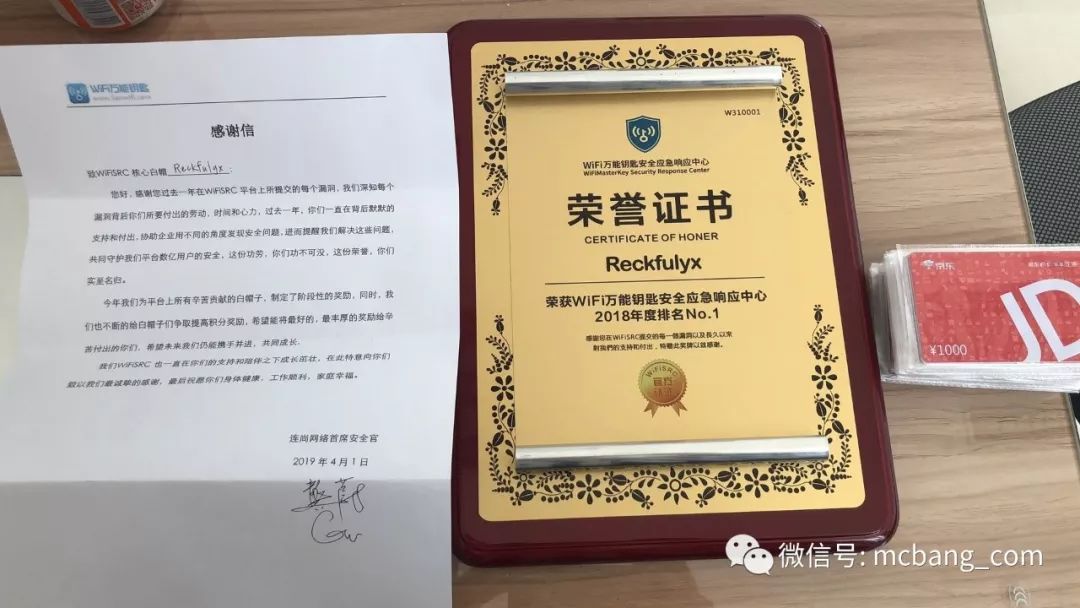 WiFi万能钥匙
感谢信
致WiFiSRC 核心白帽 Reckfulyx:
您好，感谢您过去一年在WiFiSRC 平台上所提交的每个漏洞，我们深知每个
漏洞背后你们所要付出的劳动，时间和心力，过去一年，你们一直在背后默默的
支持和付出，协助企业用不同的角度发现安全问题，进而提醒我们解决这些问题，
共同守护我们平台数亿用户的安全，这份功劳，你们功不可没，这份荣誉，你们
实至名归。
今年我们为平台上所有辛苦贡献的白帽子，制定了阶段性的奖励，同时，我
们也不断的给白帽子们争取提高积分奖励，希望能将最好的，最丰厚的奖励给辛
苦付出的你们，希望未来我们仍能携手并进，共同成长.
我们WiFiSRC 也一直在你们的支持和陪伴之下成长茁壮，在此特意向你们
致以我们最诚挚的感谢，最后祝愿你们身体健康，工作顺利，家庭幸福。
连尚网络首席安全官
2019 年 4 月 1 日
W310001
WiFi万能钥匙安全应急响应中心
WiFiMasterKey Security Response Center
荣誉证书
CERTIFICATE OF HONER
Reckfulyx
荣获WiFi万能钥匙安全应急响应中心
2018年度排名No.1
感谢您在WiFiSRC提交的每一個漏洞以及長久以来
對我們的支持和付出，特赠此奖牌以兹感谢。
WiFiSRC
官方
认证
京东
¥1000
JD
微信号: mcbang_com